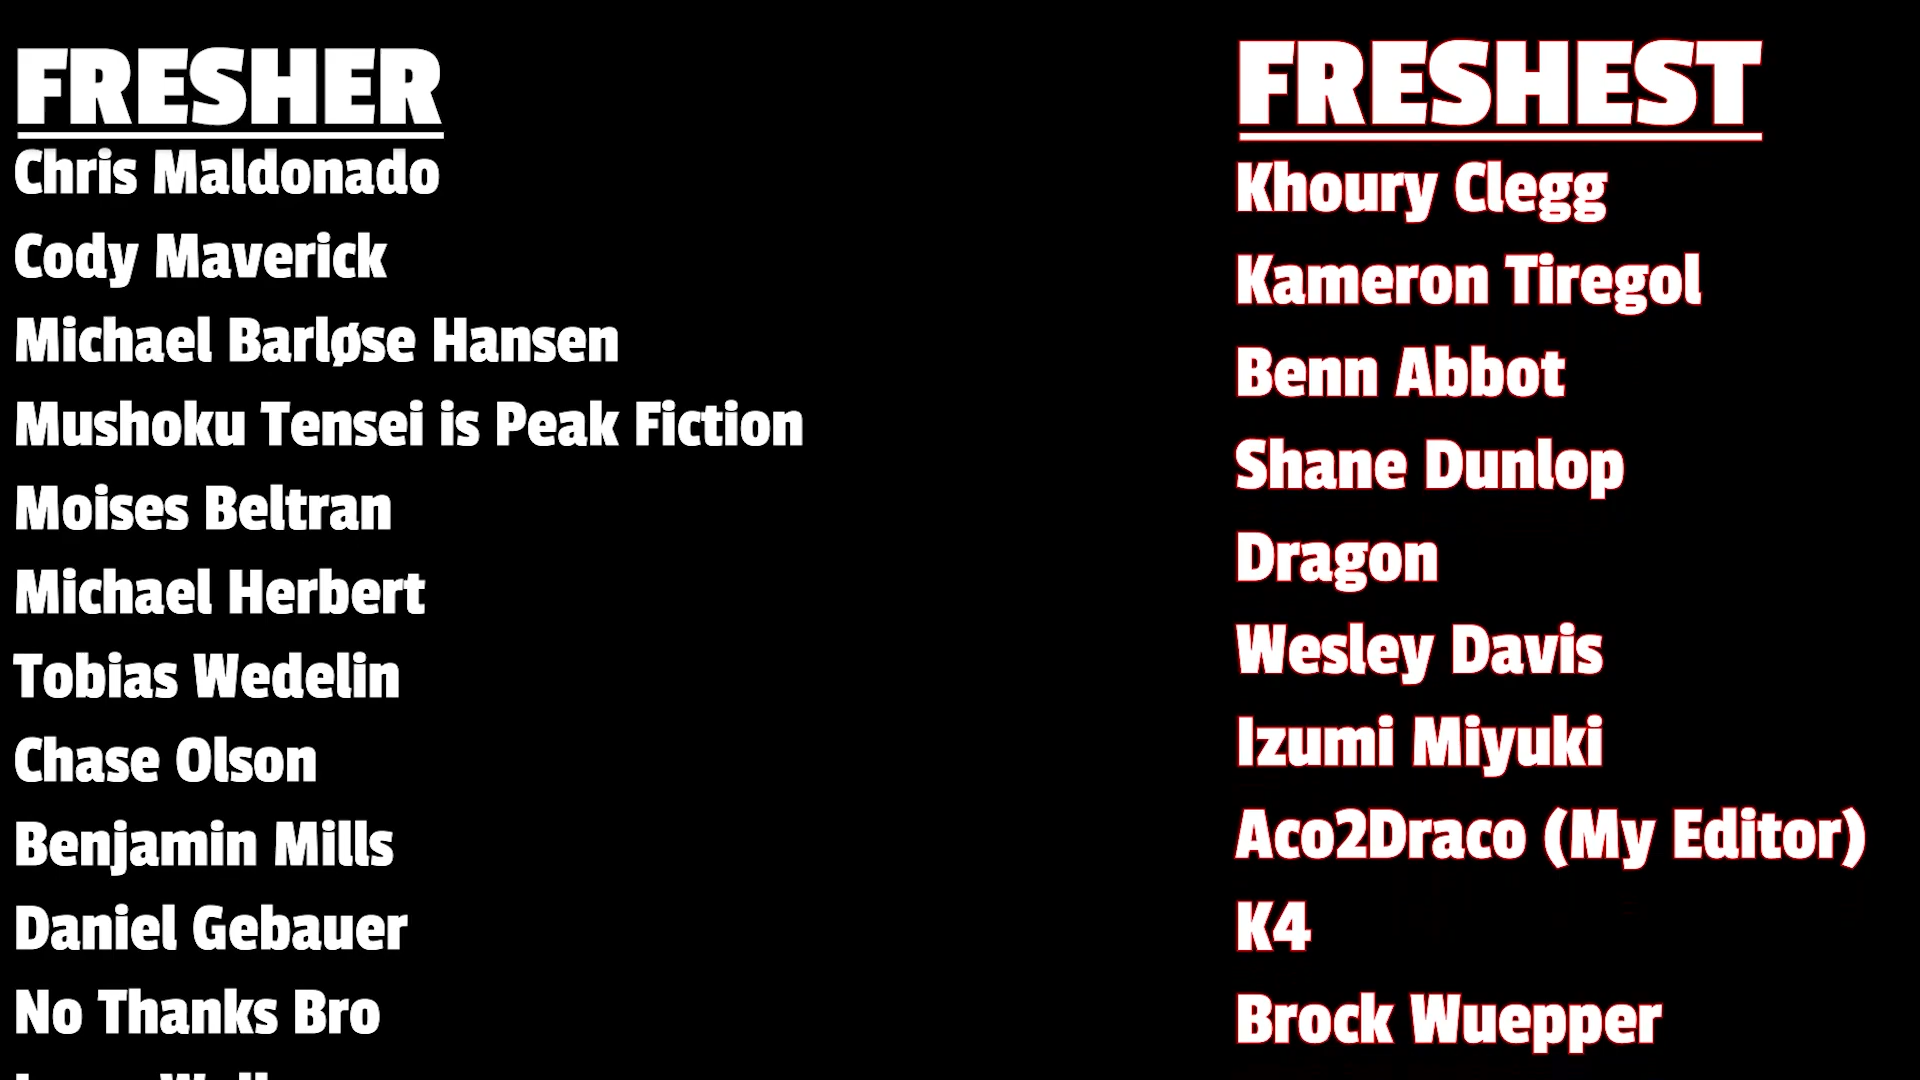 FRESHER
Chris Maldonado
Cody Maverick
Michael Barløse Hansen
Mushoku Tensei is Peak Fiction
Moises Beltran
Michael Herbert
Tobias Wedelin
Chase Olson
Benjamin Mills
Daniel Gebauer
No Thanks Bro
FRESHEST
Khoury Clegg
Kameron Tiregol
Benn Abbot
Shane Dunlop
Dragon
Wesley Davis
Izumi Miyuki
Aco2Draco (My Editor)
K4
Brock Wuepper